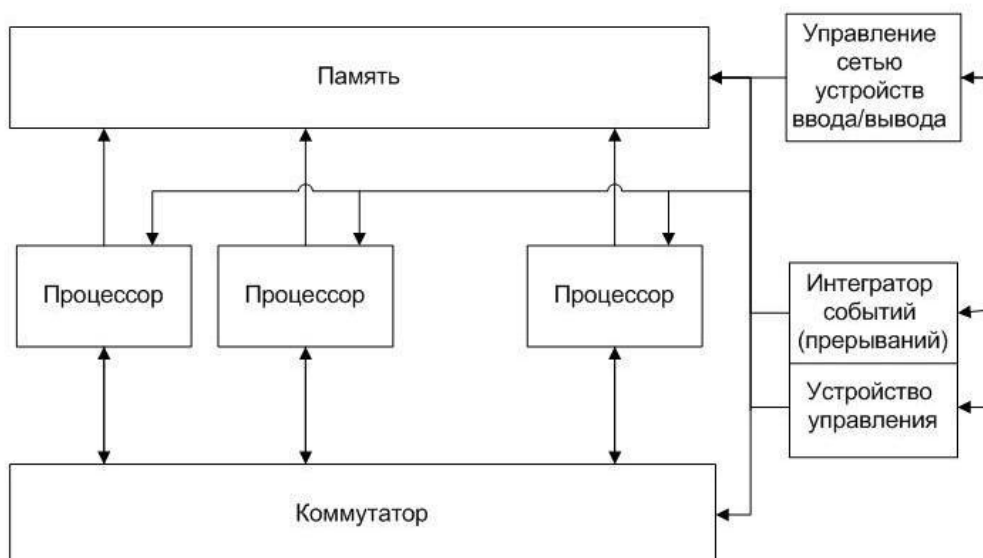 Память
Управление
сетью
устройств
ввода/вывода
Процессор
Процессор
Процессор
Интегратор
событий
(прерываний)
Устройство
управления
Коммутатор